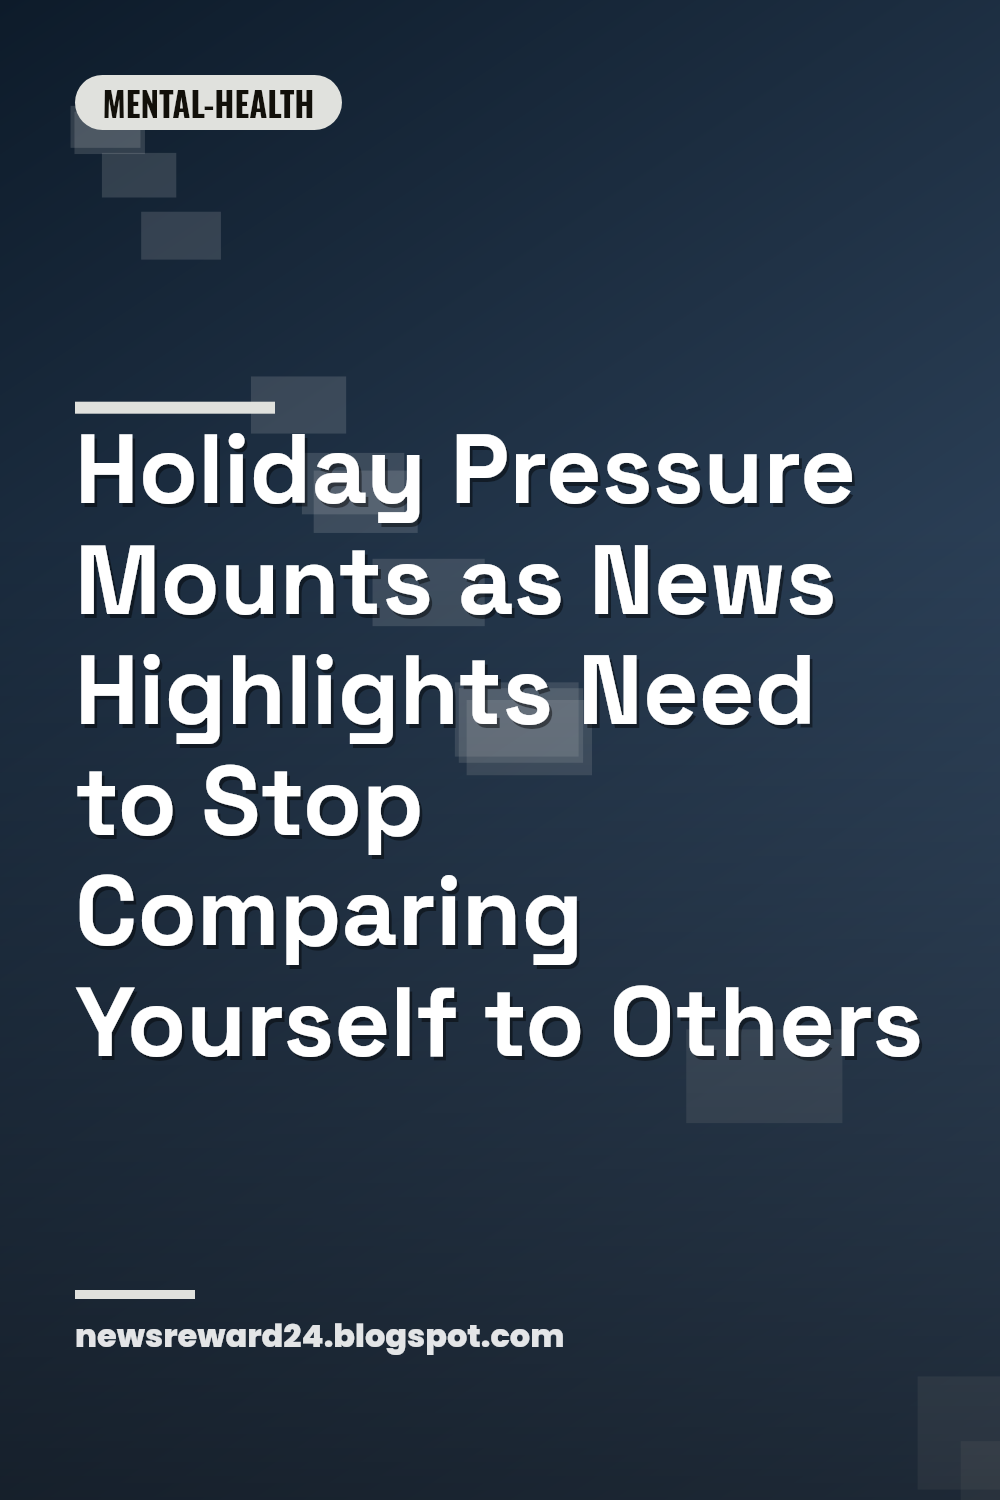 MENTAL-HEALTH
Holiday Pressure
Mounts as News
Highlights Need
to Stop
Comparing
Yourself to Others
newsreward24.blogspot.com